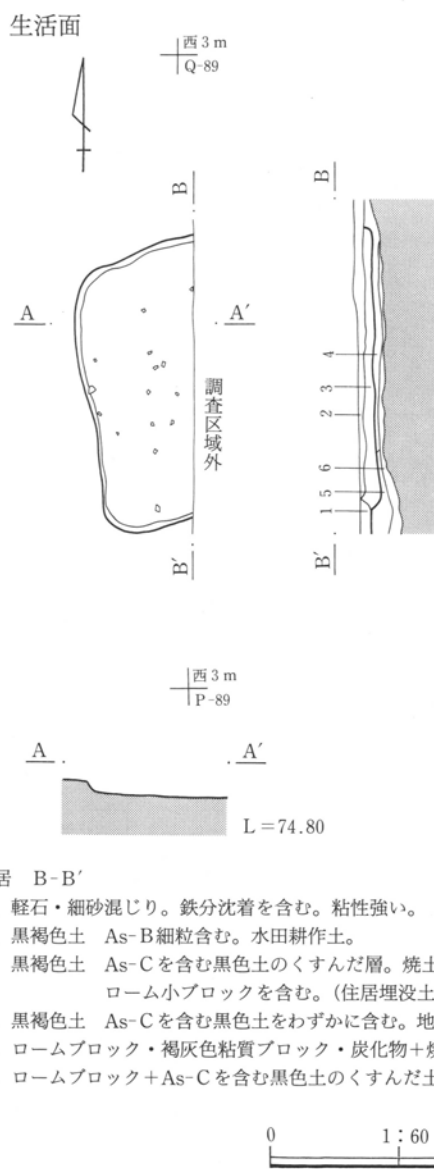 生活面
西3m
Q-89
B
B
A
A′
調査区域外
4
3
2
6
5
1
B′
B′
西3m
P-89
A
A′
L=74.80
居 B-B′
軽石・細砂混じり。鉄分沈着を含む。粘性強い。
黒褐色土 As-B細粒含む。水田耕作土。
黒褐色土 As-Cを含む黒色土のくすんだ層。焼土
ローム小ブロックを含む。(住居埋没土
黒褐色土 As-Cを含む黒色土をわずかに含む。地
ロームブロック・褐灰色粘質ブロック・炭化物+焼
ロームブロック+As-Cを含む黒色土のくすんだ土
0
1:60